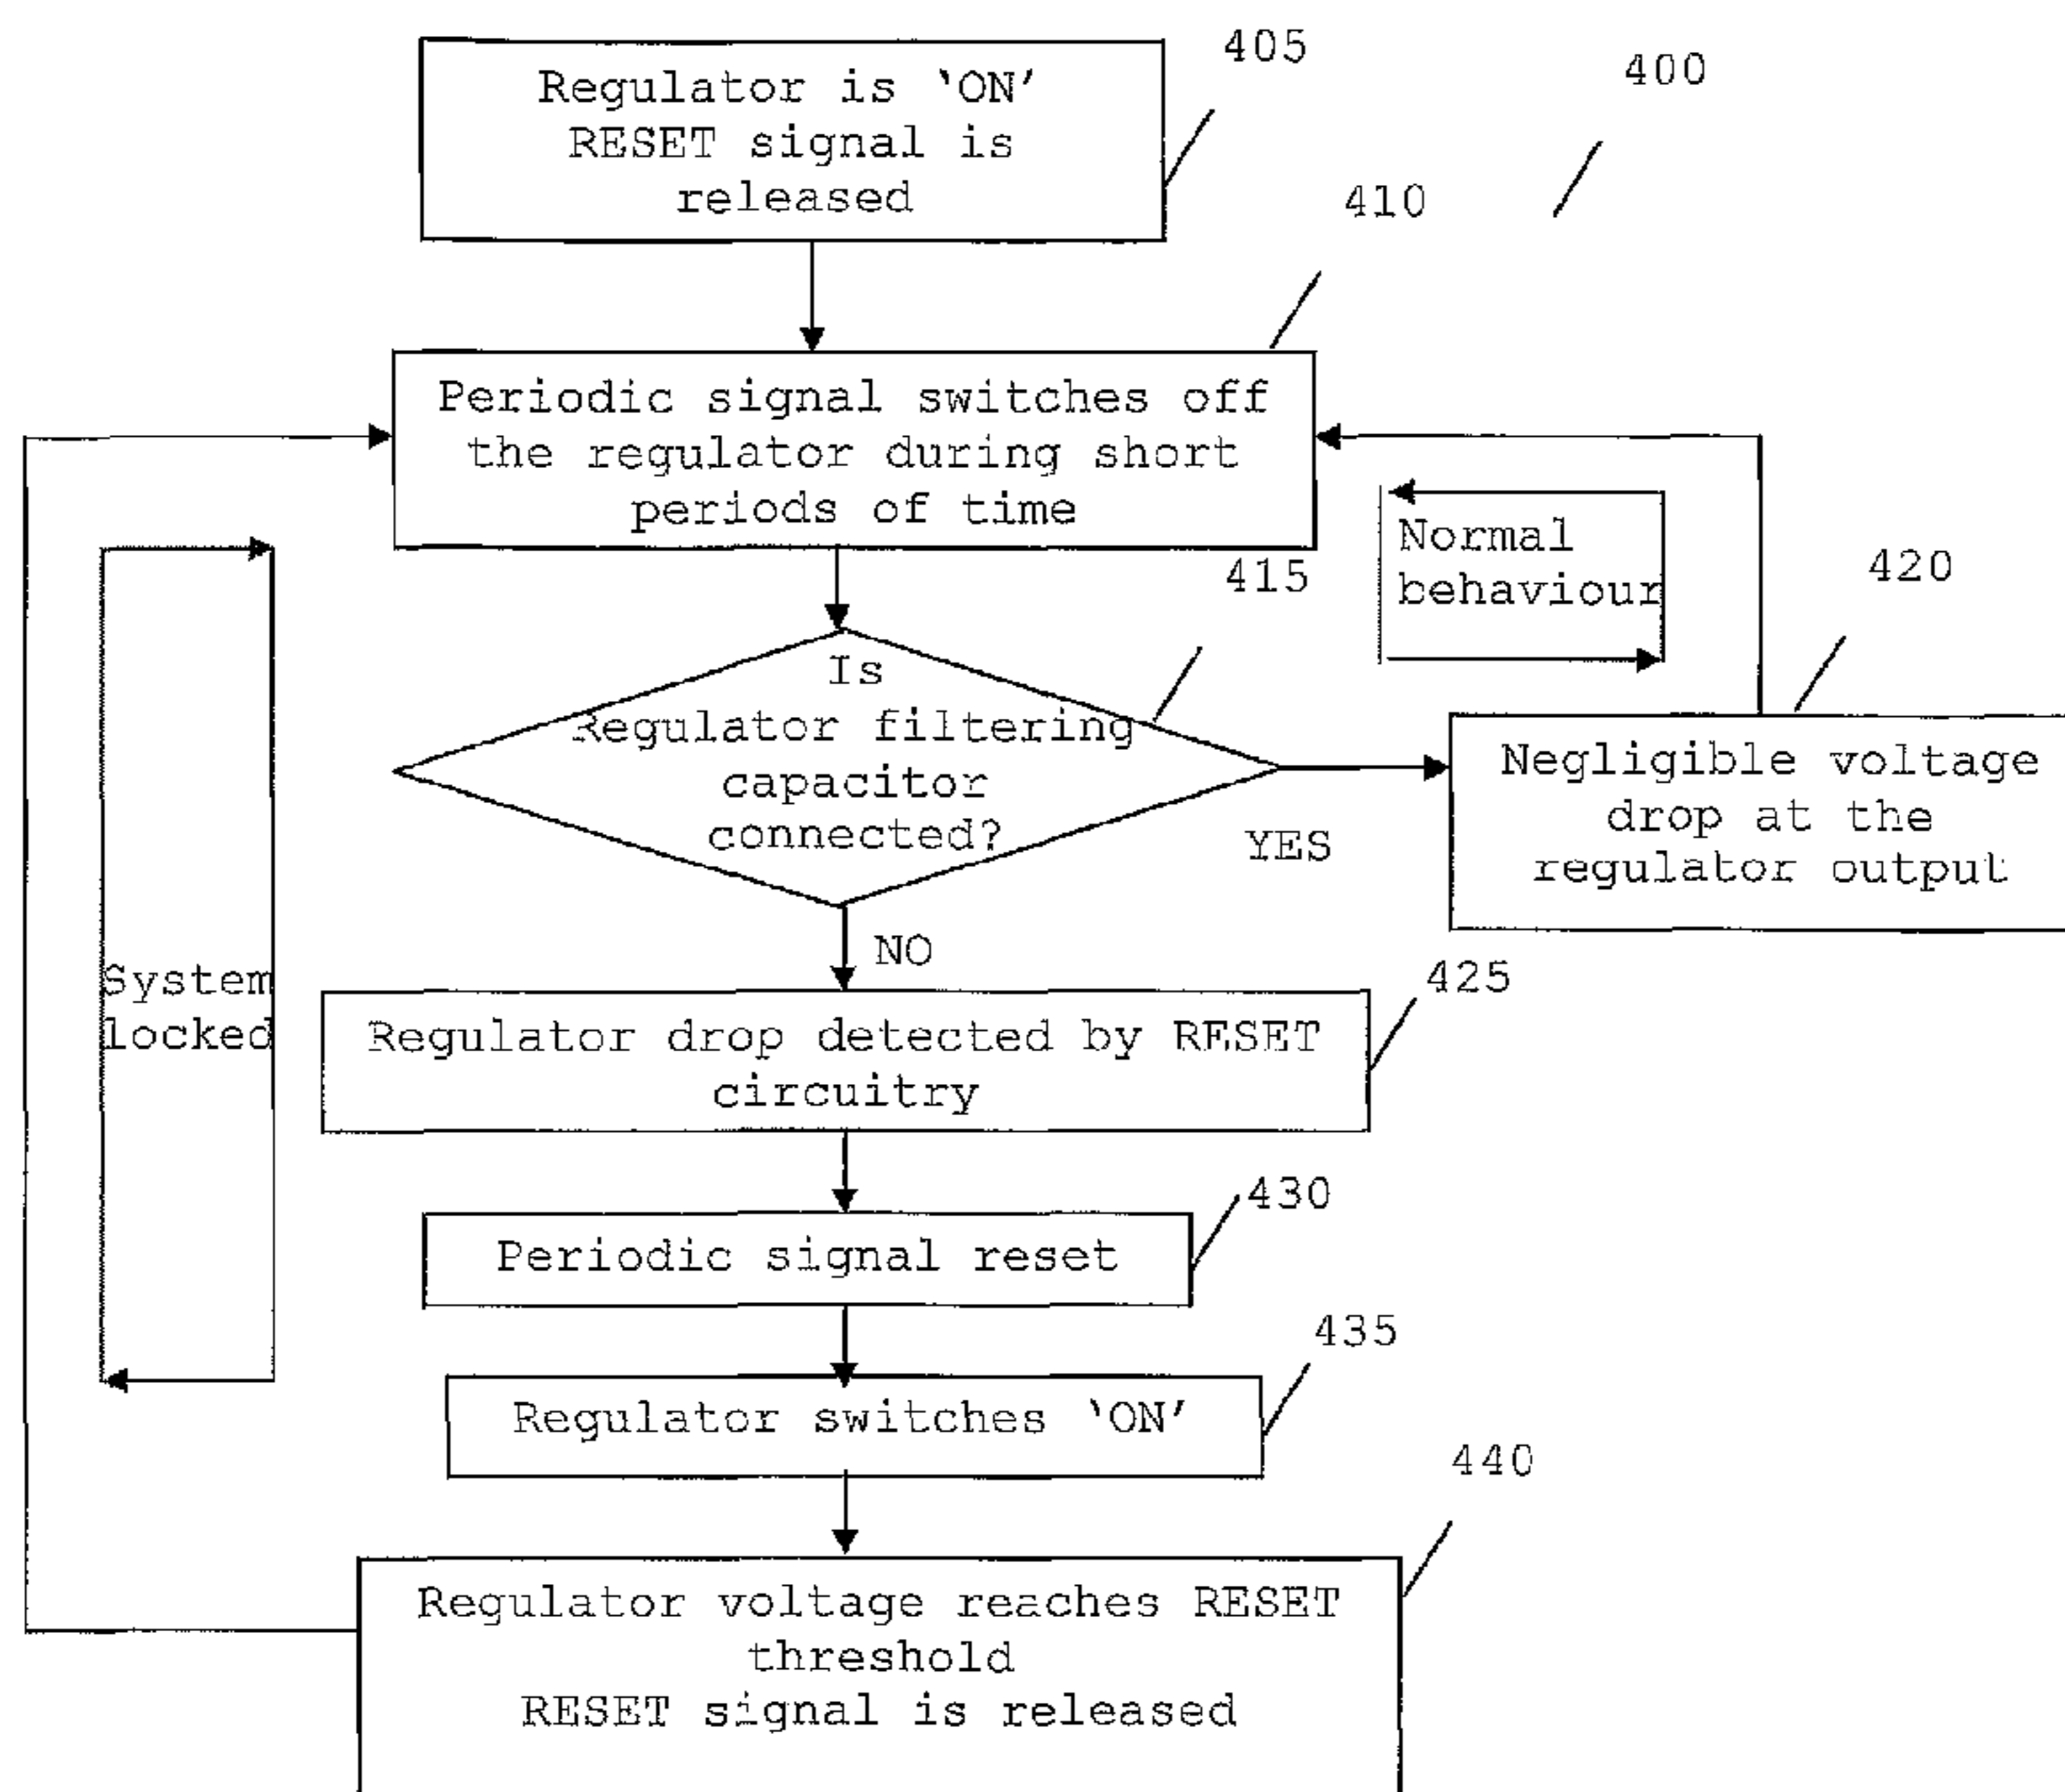 405
400
Regulator is ‘ON’
RESET signal is
released
410
Periodic signal switches off
the regulator during short
periods of time
Normal
behaviour
415
420
Is
Regulator filtering
capacitor
connected?
YES
Negligible voltage
drop at the
regulator output
NO
System
locked
425
Regulator drop detected by RESET
circuitry
430
Periodic signal reset
435
Regulator switches ‘ON’
440
Regulator voltage reaches RESET
threshold
RESET signal is released